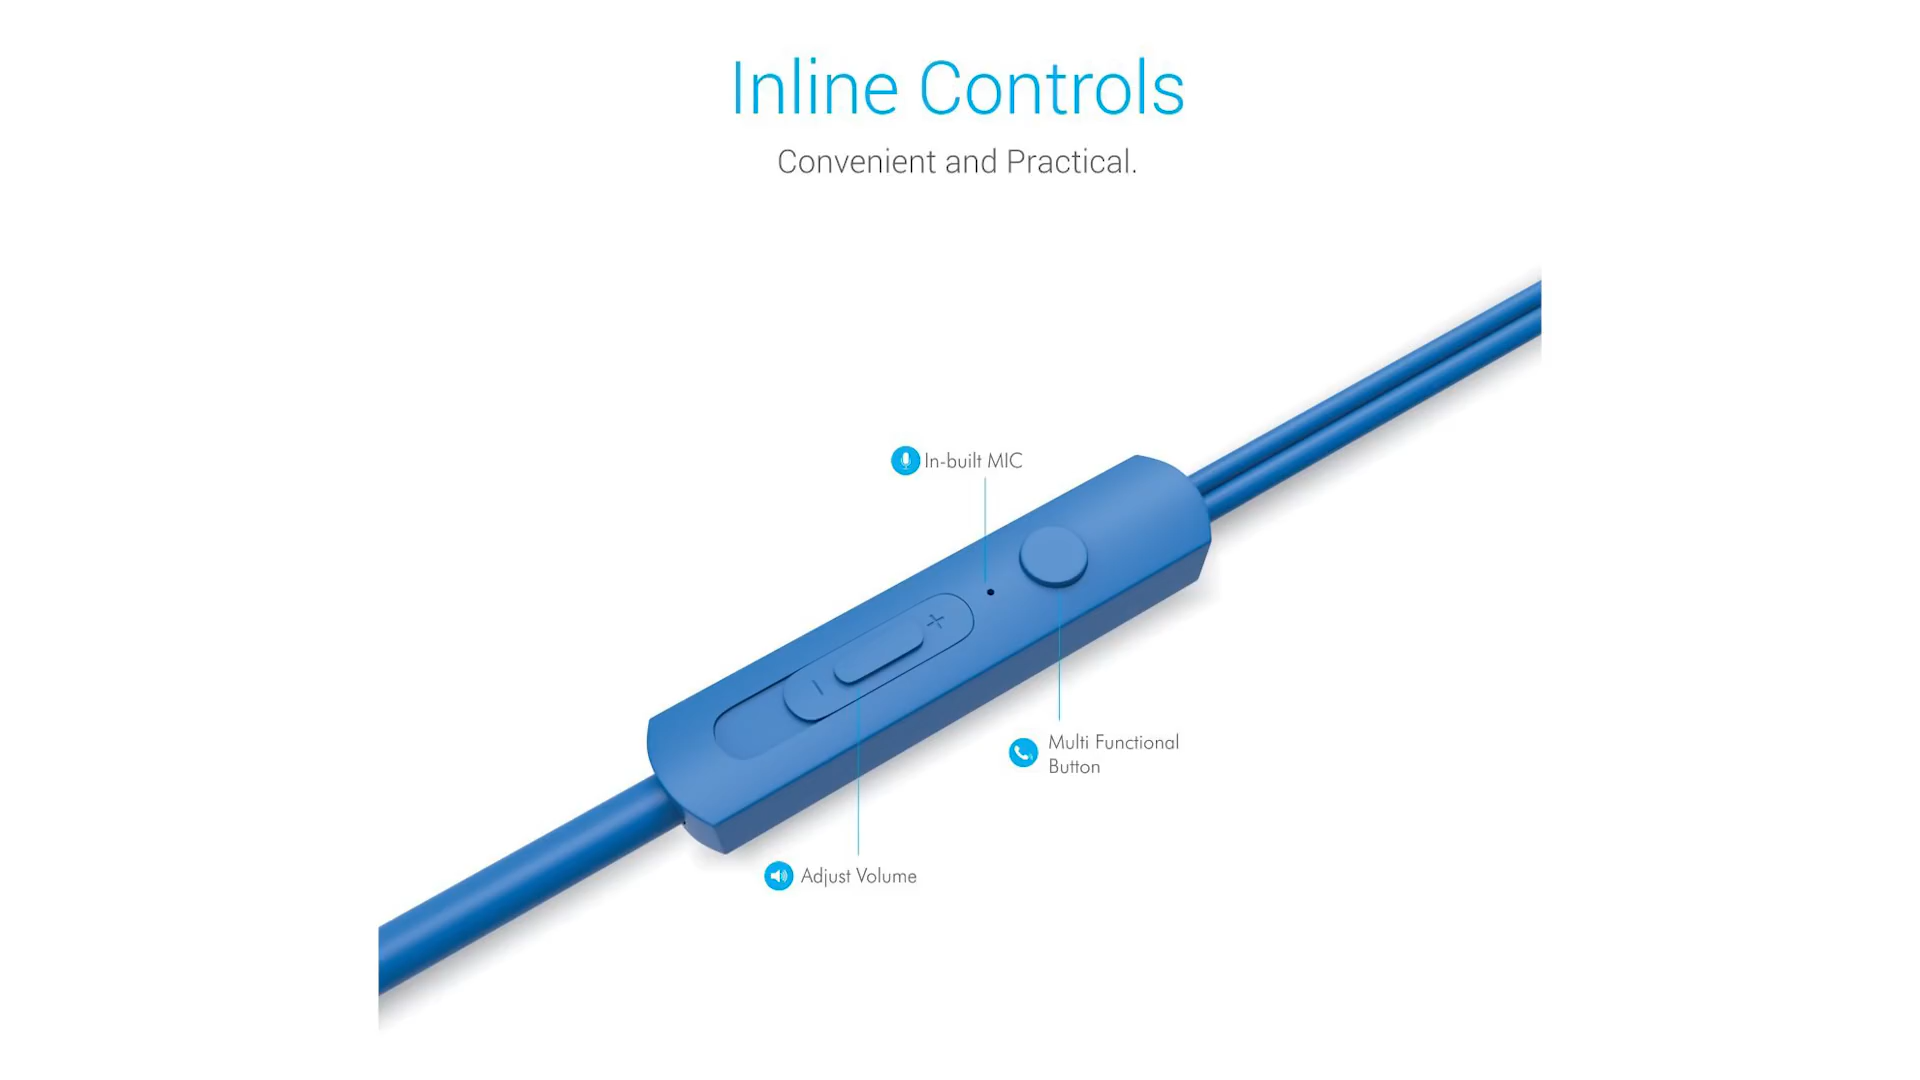 Inline Controls
Convenient and Practical.
In-built MIC
+
−
Multi Functional
Button
Adjust Volume